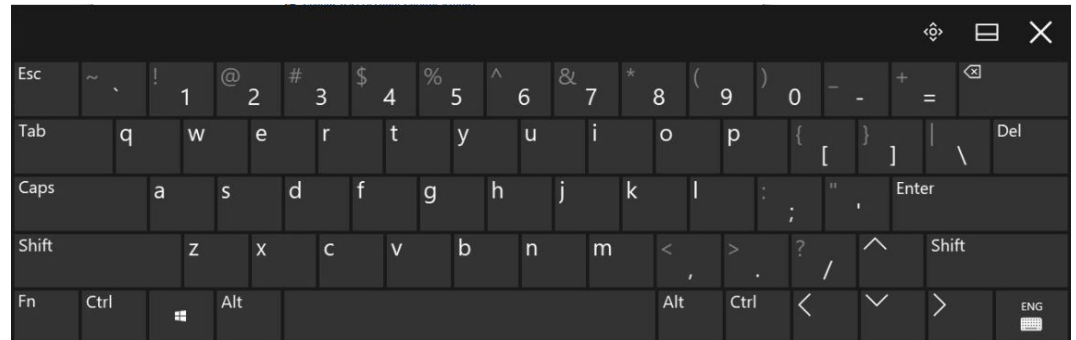 Esc ~ ` ! 1 @ 2 # 3 $ 4 % 5 ^ 6 & 7 * 8 ( 9 ) 0 _ - + =
Tab q w e r t y u i o p { [ } ] | \ Del
Caps a s d f g h j k l : ; " ' Enter
Shift z x c v b n m < , > . ? / Shift
Fn Ctrl Alt Alt Ctrl ENG